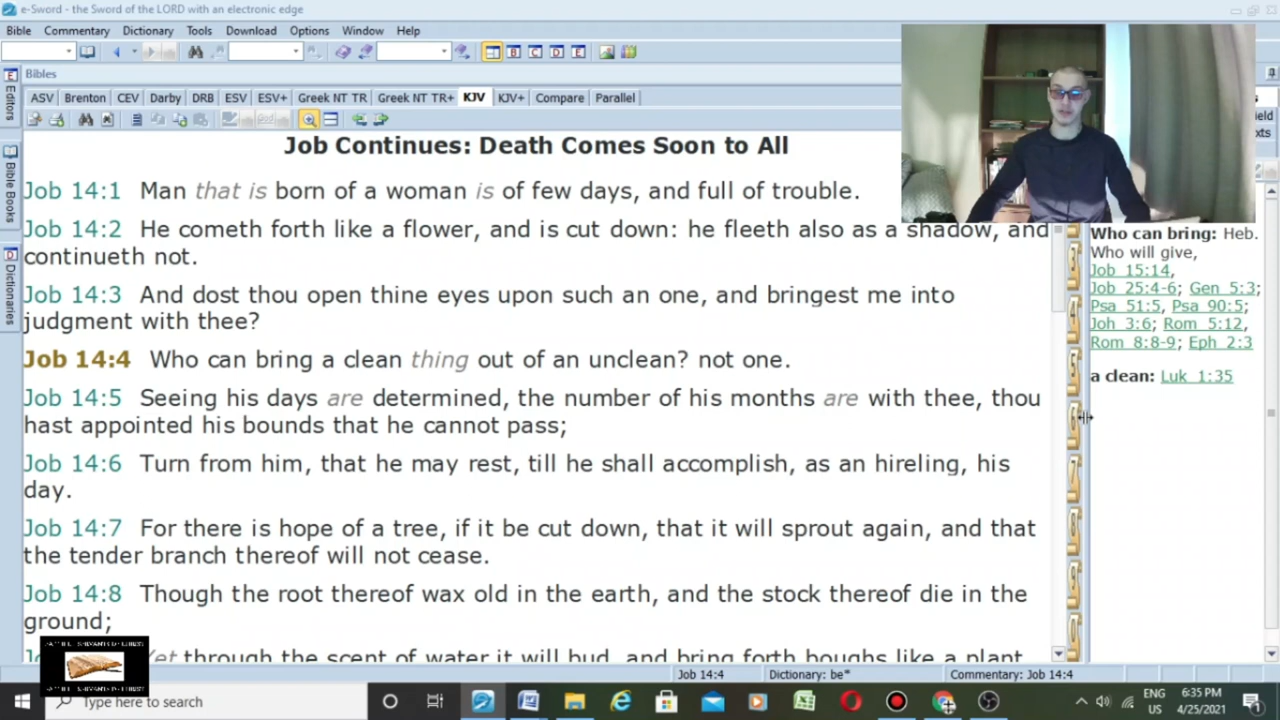 e-Sword - the Sword of the LORD with an electronic edge
Bible Commentary Dictionary Tools Download Options Window Help
B C D E
Bibles
Editors
Bible Books
Dictionaries
ASV Brenton CEV Darby DRB ESV ESV+ Greek NT TR Greek NT TR+ KJV KJV+ Compare Parallel
Job Continues: Death Comes Soon to All
Job 14:1 Man that is born of a woman is of few days, and full of trouble.
Job 14:2 He cometh forth like a flower, and is cut down: he fleeth also as a shadow, and
continueth not.
Job 14:3 And dost thou open thine eyes upon such an one, and bringest me into
judgment with thee?
Job 14:4 Who can bring a clean thing out of an unclean? not one.
Job 14:5 Seeing his days are determined, the number of his months are with thee, thou
hast appointed his bounds that he cannot pass;
Job 14:6 Turn from him, that he may rest, till he shall accomplish, as an hireling, his
day.
Job 14:7 For there is hope of a tree, if it be cut down, that it will sprout again, and that
the tender branch thereof will not cease.
Job 14:8 Though the root thereof wax old in the earth, and the stock thereof die in the
ground;
Yet through the scent of water it will bud, and bring forth boughs like a plant.
3
4
5
6
7
8
9
Who can bring: Heb.
Who will give,
Job 15:14,
Job 25:4-6; Gen 5:3;
Psa 51:5, Psa 90:5;
Joh 3:6; Rom 5:12,
Rom 8:8-9; Eph 2:3
a clean: Luk 1:35
Job 14:4 Dictionary: be* Commentary: Job 14:4
Type here to search
ENG
US
6:35 PM
4/25/2021